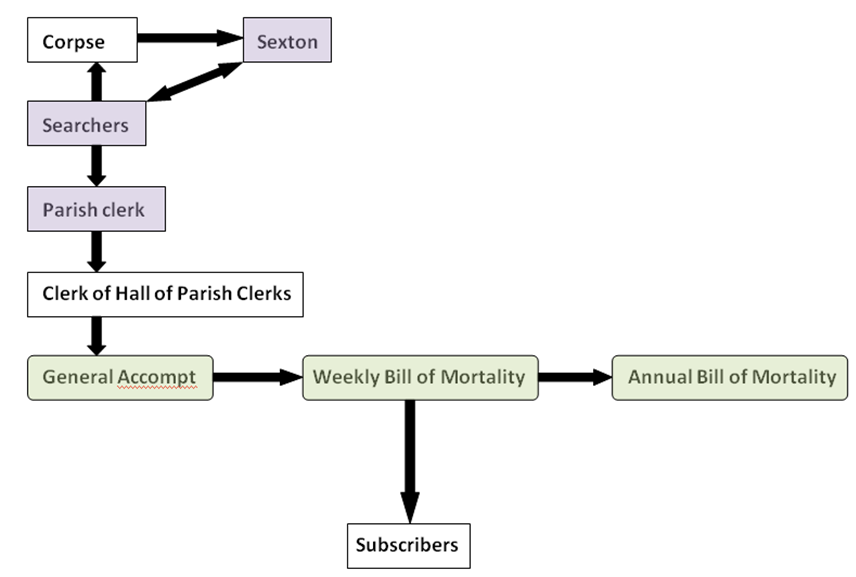 Corpse
Sexton
Searchers
Parish clerk
Clerk of Hall of Parish Clerks
General Accompt
Weekly Bill of Mortality
Annual Bill of Mortality
Subscribers